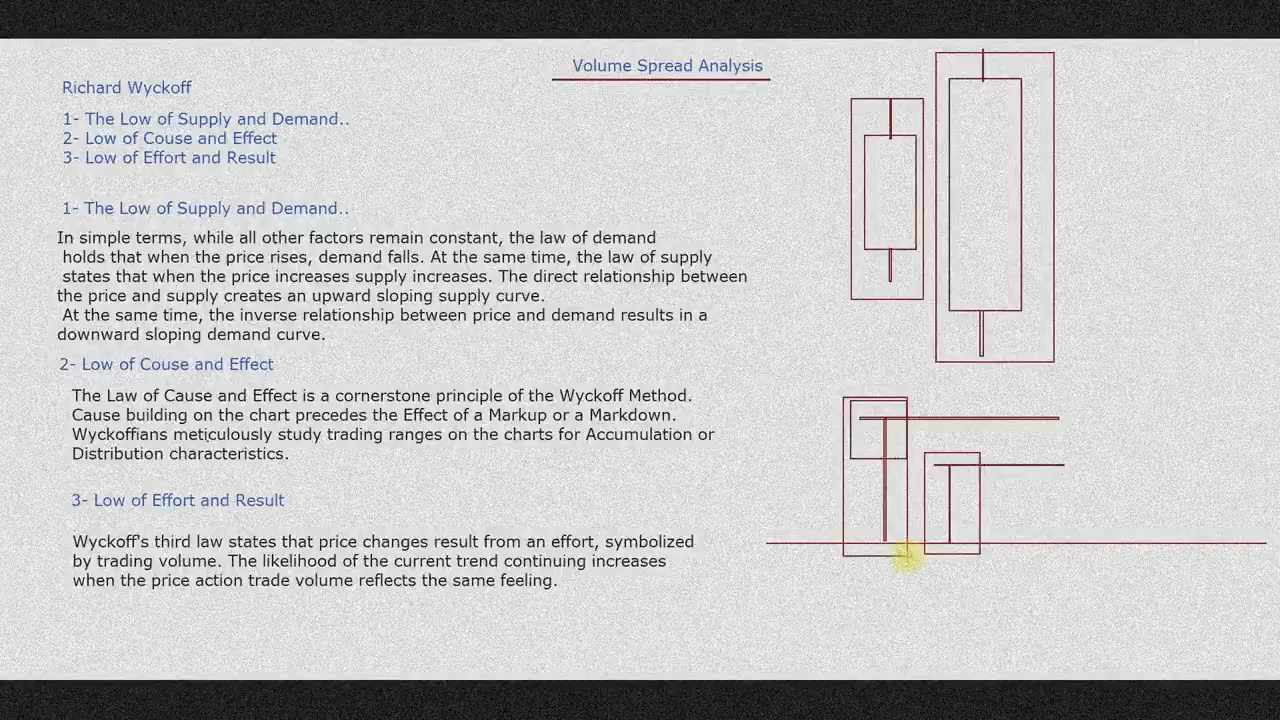 Volume Spread Analysis
Richard Wyckoff
1- The Low of Supply and Demand..
2- Low of Couse and Effect
3- Low of Effort and Result
1- The Low of Supply and Demand..
In simple terms, while all other factors remain constant, the law of demand
holds that when the price rises, demand falls. At the same time, the law of supply
states that when the price increases supply increases. The direct relationship between
the price and supply creates an upward sloping supply curve.
At the same time, the inverse relationship between price and demand results in a
downward sloping demand curve.
2- Low of Couse and Effect
The Law of Cause and Effect is a cornerstone principle of the Wyckoff Method.
Cause building on the chart precedes the Effect of a Markup or a Markdown.
Wyckoffians meticulously study trading ranges on the charts for Accumulation or
Distribution characteristics.
3- Low of Effort and Result
Wyckoff's third law states that price changes result from an effort, symbolized
by trading volume. The likelihood of the current trend continuing increases
when the price action trade volume reflects the same feeling.